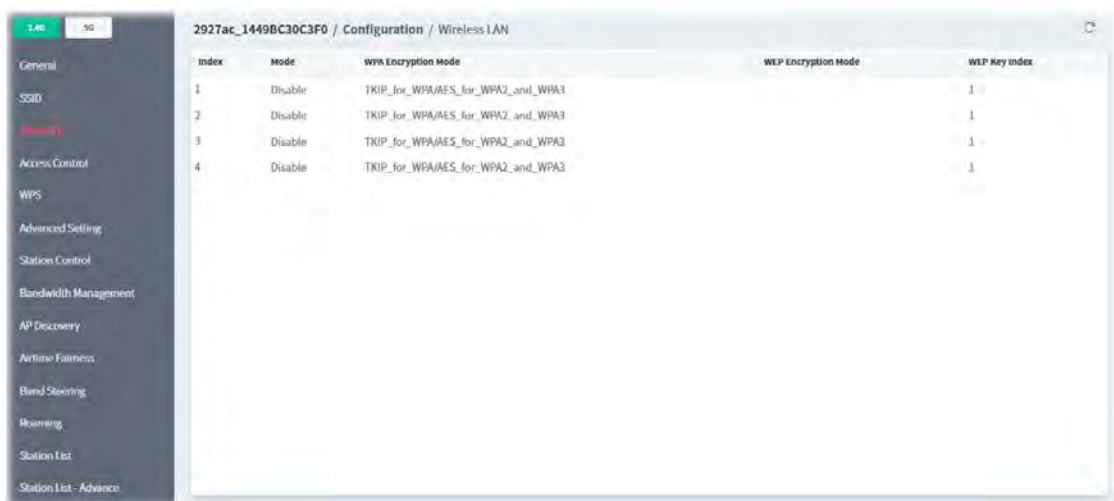 2.4G 5G
2927ac_1449BC30C3F0 / Configuration / Wireless LAN
Index Mode WPA Encryption Mode WEP Encryption Mode WEP Key Index
1 Disable TKIP_for_WPA/AES_for_WPA2_and_WPA3 1
2 Disable TKIP_for_WPA/AES_for_WPA2_and_WPA3 1
3 Disable TKIP_for_WPA/AES_for_WPA2_and_WPA3 1
4 Disable TKIP_for_WPA/AES_for_WPA2_and_WPA3 1
General
SSID
Security
Access Control
WPS
Advanced Setting
Station Control
Bandwidth Management
AP Discovery
Airtime Fairness
Band Steering
Roaming
Station List
Station List - Advance